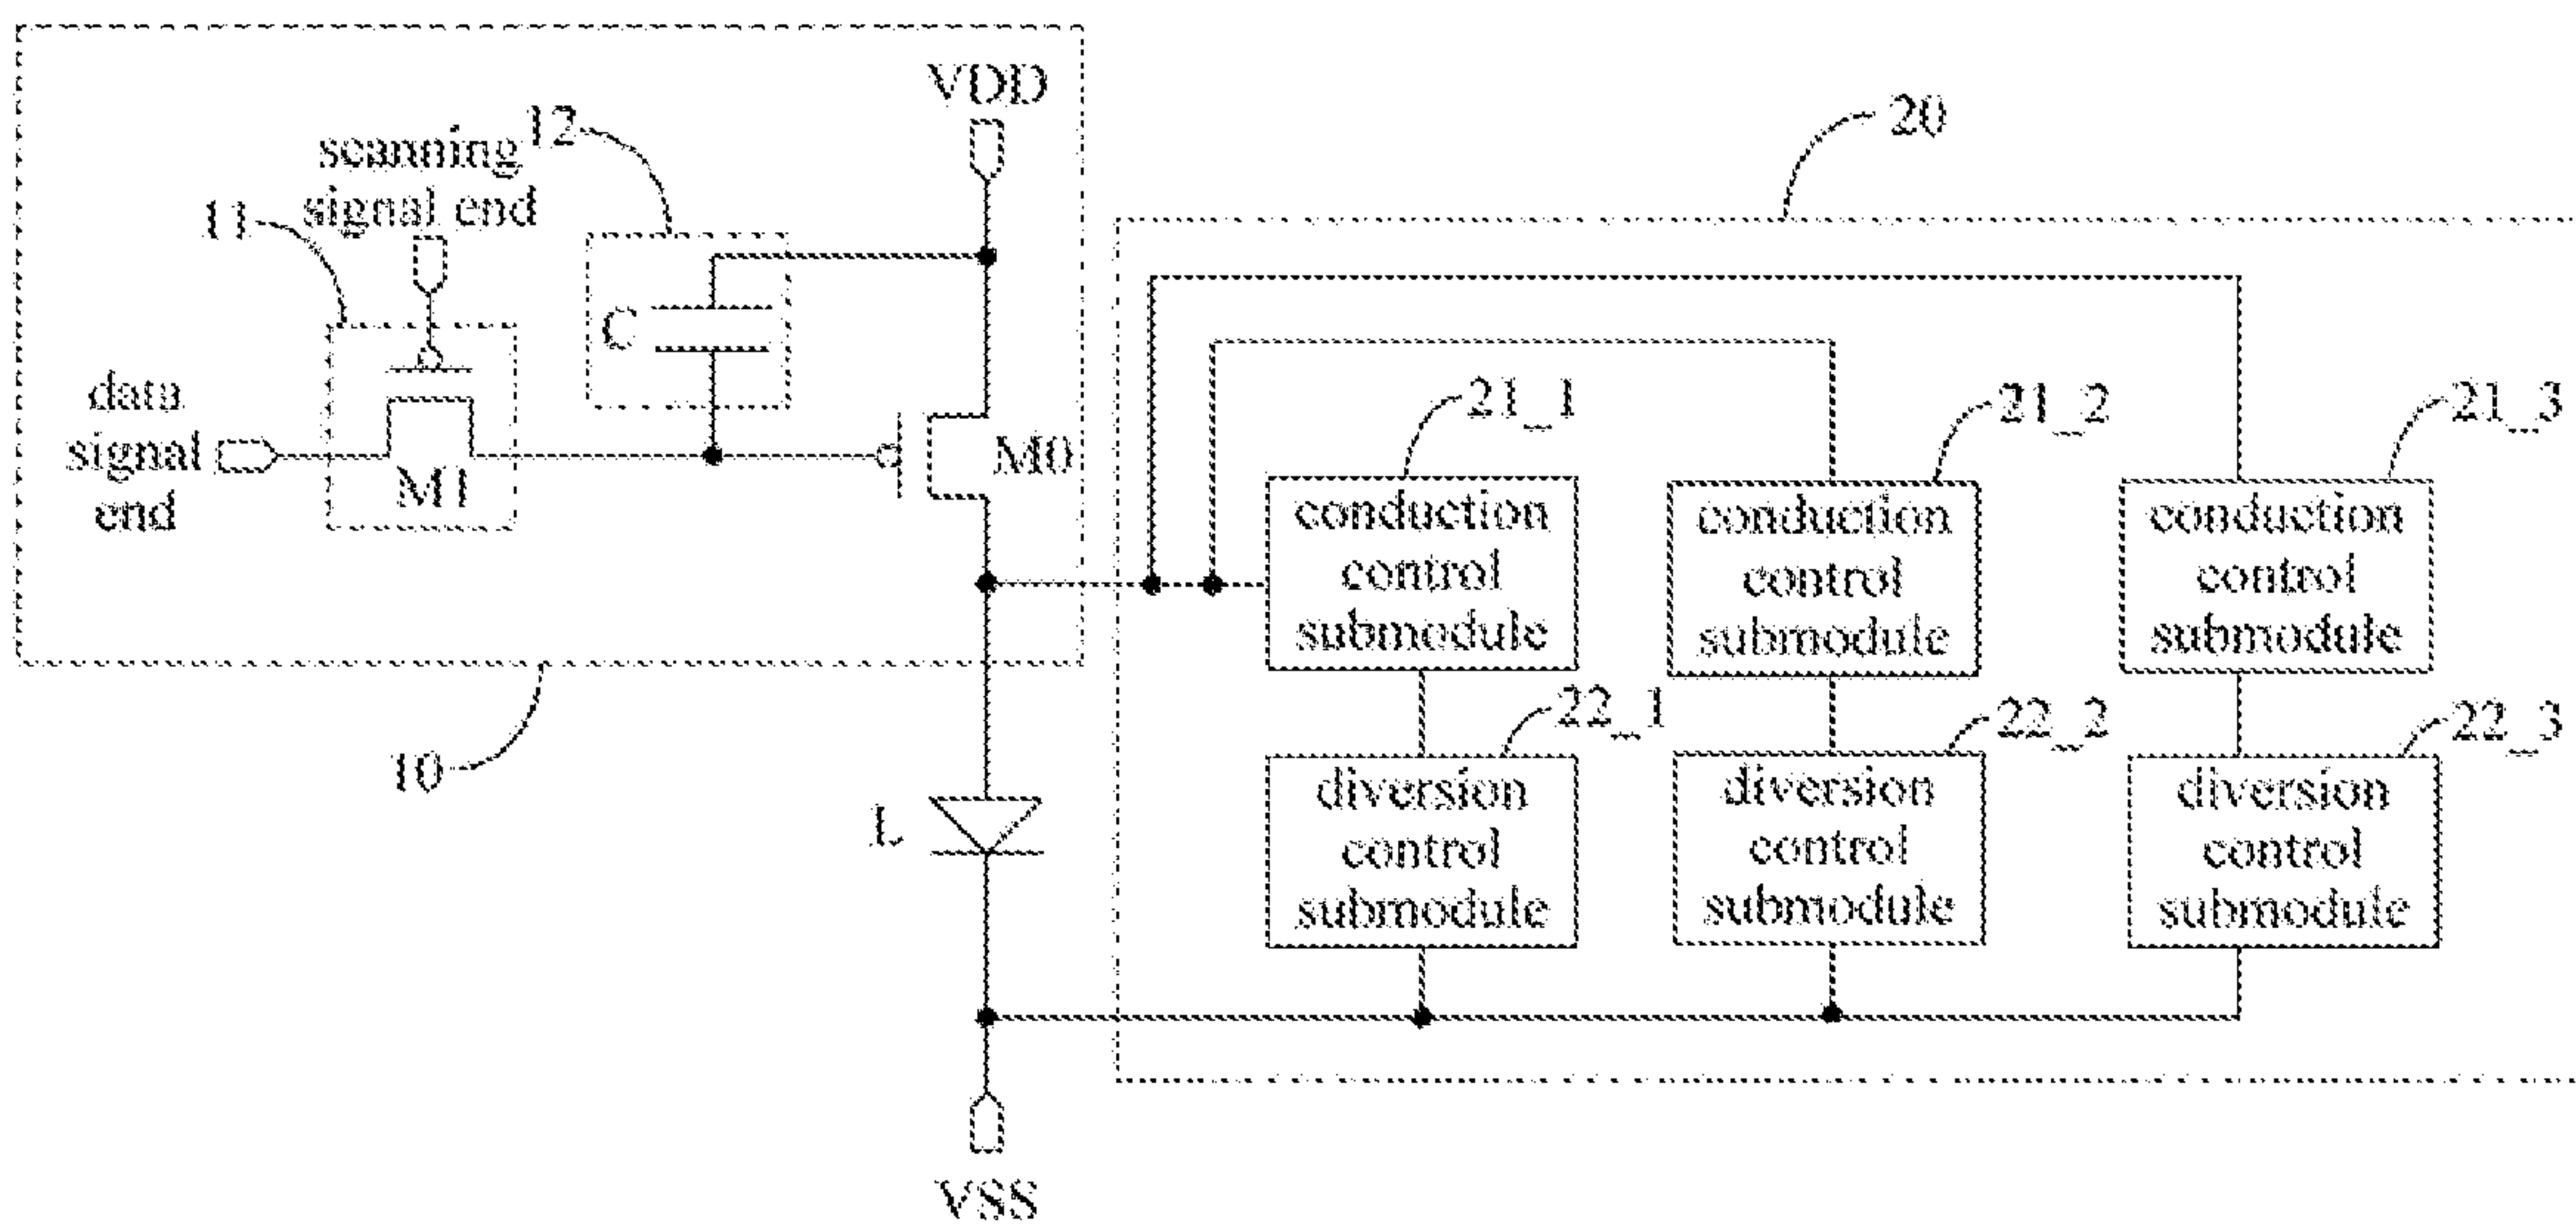 VDD
12
scanning
signal end
11
20
C
data
signal
end
M1
M0
21_1
21_2
21_3
conduction
control
submodule
conduction
control
submodule
conduction
control
submodule
10
22_1
22_2
22_3
L
diversion
control
submodule
diversion
control
submodule
diversion
control
submodule
VSS